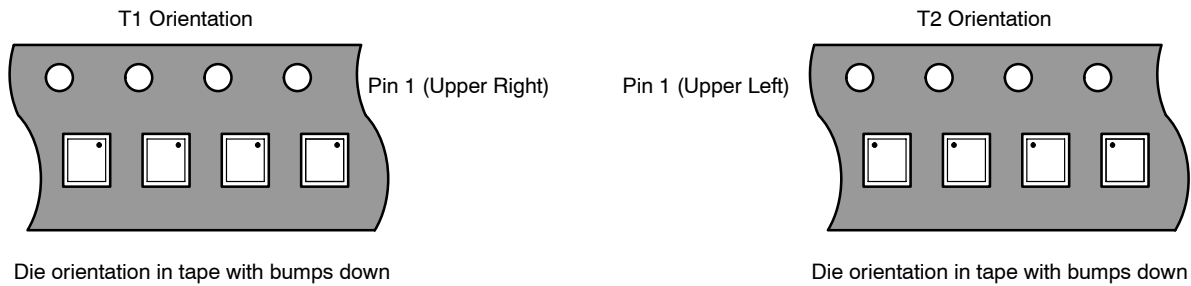 T1 Orientation
T2 Orientation
Pin 1 (Upper Right)
Pin 1 (Upper Left)
Die orientation in tape with bumps down
Die orientation in tape with bumps down